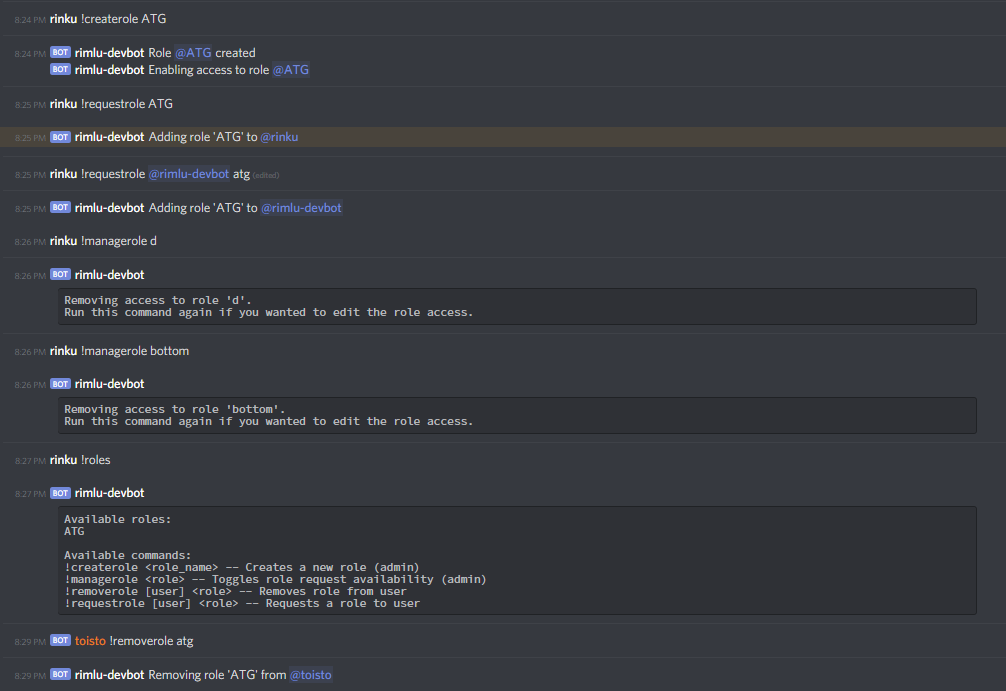 8:24 PM rinku !createrole ATG
8:24 PM BOT rimlu-devbot Role @ATG created
BOT rimlu-devbot Enabling access to role @ATG
8:25 PM rinku !requestrole ATG
8:25 PM BOT rimlu-devbot Adding role 'ATG' to @rinku
8:25 PM rinku !requestrole @rimlu-devbot atg (edited)
8:25 PM BOT rimlu-devbot Adding role 'ATG' to @rimlu-devbot
8:26 PM rinku !managerole d
8:26 PM BOT rimlu-devbot
Removing access to role 'd'.
Run this command again if you wanted to edit the role access.
8:26 PM rinku !managerole bottom
8:26 PM BOT rimlu-devbot
Removing access to role 'bottom'.
Run this command again if you wanted to edit the role access.
8:27 PM rinku !roles
8:27 PM BOT rimlu-devbot
Available roles:
ATG
Available commands:
!createrole <role_name> -- Creates a new role (admin)
!managerole <role> -- Toggles role request availability (admin)
!removerole [user] <role> -- Removes role from user
!requestrole [user] <role> -- Requests a role to user
8:29 PM BOT toisto !removerole atg
8:29 PM BOT rimlu-devbot Removing role 'ATG' from @toisto